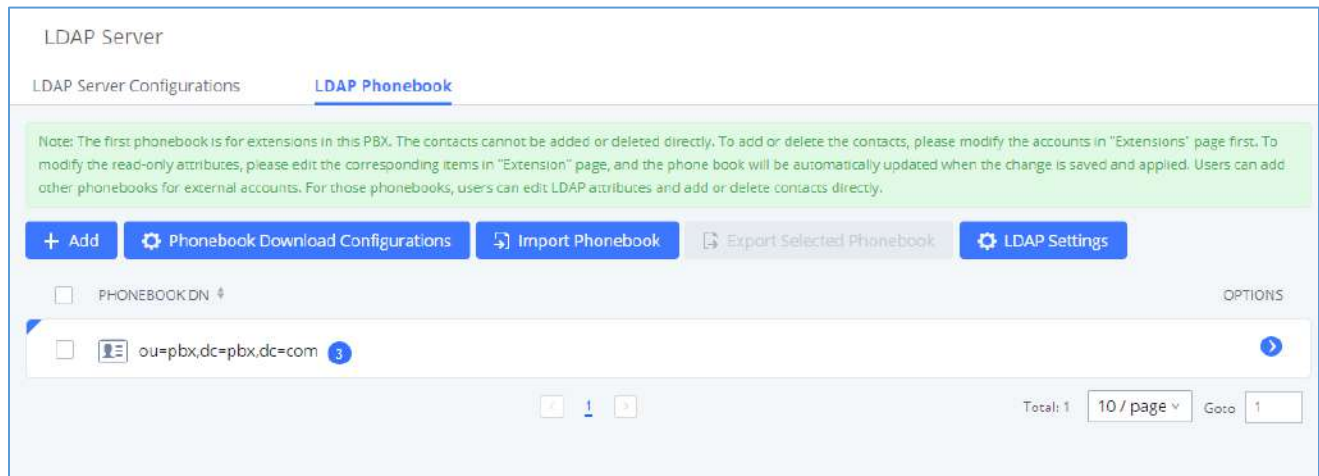 LDAP Server
LDAP Server Configurations LDAP Phonebook
Note: The first phonebook is for extensions in this PBX. The contacts cannot be added or deleted directly. To add or delete the contacts, please modify the accounts in "Extensions" page first. To
modify the read-only attributes, please edit the corresponding items in "Extension" page, and the phone book will be automatically updated when the change is saved and applied. Users can add
other phonebooks for external accounts. For those phonebooks, users can edit LDAP attributes and add or delete contacts directly.
+ Add Phonebook Download Configurations Import Phonebook Export Selected Phonebook LDAP Settings
PHONEBOOK DN OPTIONS
ou=pbx,dc=pbx,dc=com 3
< 1 > Total: 1 10 / page Goto 1